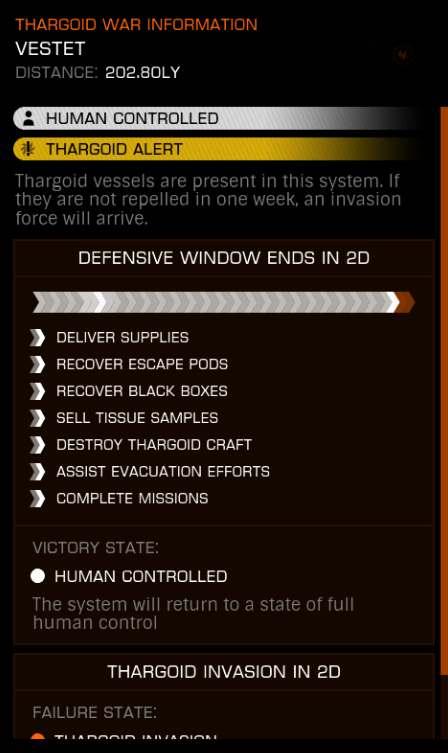 THARGOID WAR INFORMATION
VESTET
DISTANCE: 202.80LY
HUMAN CONTROLLED
THARGOID ALERT
Thargoid vessels are present in this system. If
they are not repelled in one week, an invasion
force will arrive.
DEFENSIVE WINDOW ENDS IN 2D
DELIVER SUPPLIES
RECOVER ESCAPE PODS
RECOVER BLACK BOXES
SELL TISSUE SAMPLES
DESTROY THARGOID CRAFT
ASSIST EVACUATION EFFORTS
COMPLETE MISSIONS
VICTORY STATE:
HUMAN CONTROLLED
The system will return to a state of full
human control
THARGOID INVASION IN 2D
FAILURE STATE:
THARGOID INVASION